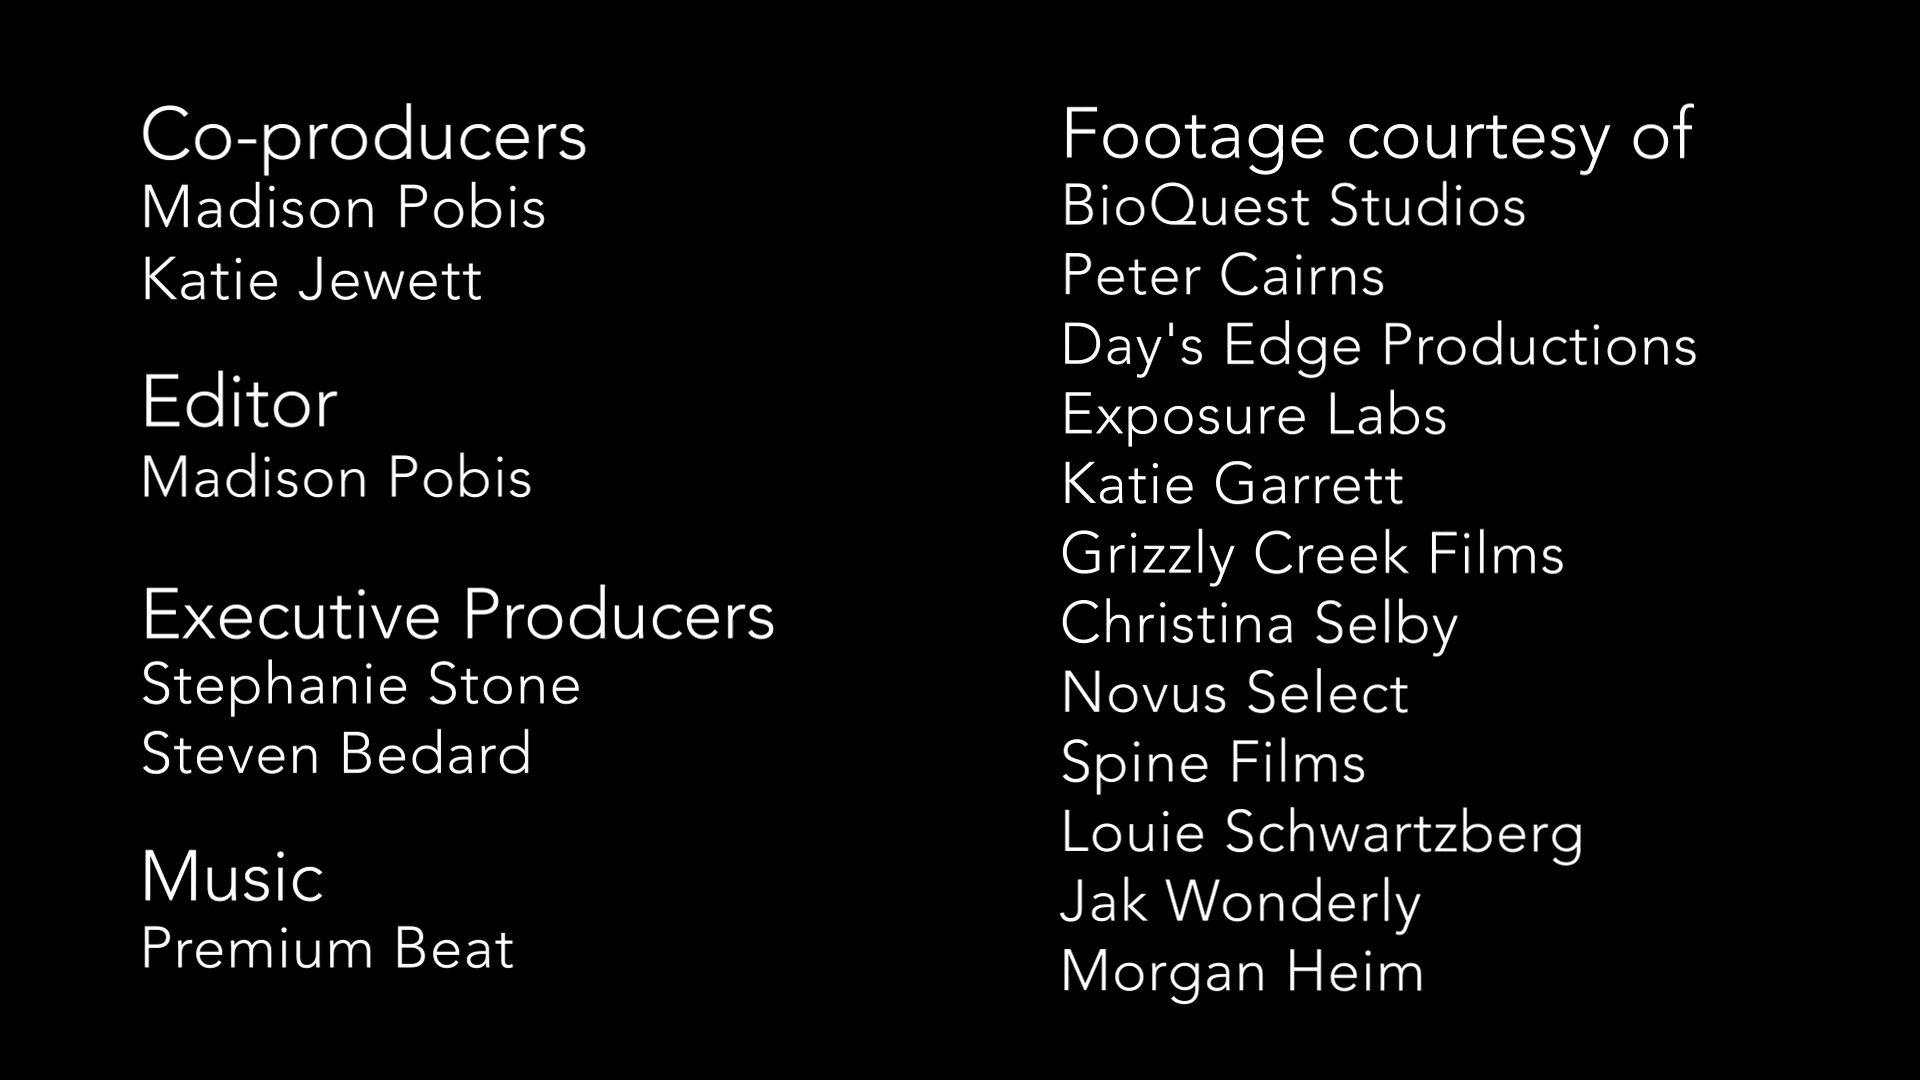 Co-producers
Madison Pobis
Katie Jewett
Editor
Madison Pobis
Executive Producers
Stephanie Stone
Steven Bedard
Music
Premium Beat
Footage courtesy of
BioQuest Studios
Peter Cairns
Day's Edge Productions
Exposure Labs
Katie Garrett
Grizzly Creek Films
Christina Selby
Novus Select
Spine Films
Louie Schwartzberg
Jak Wonderly
Morgan Heim